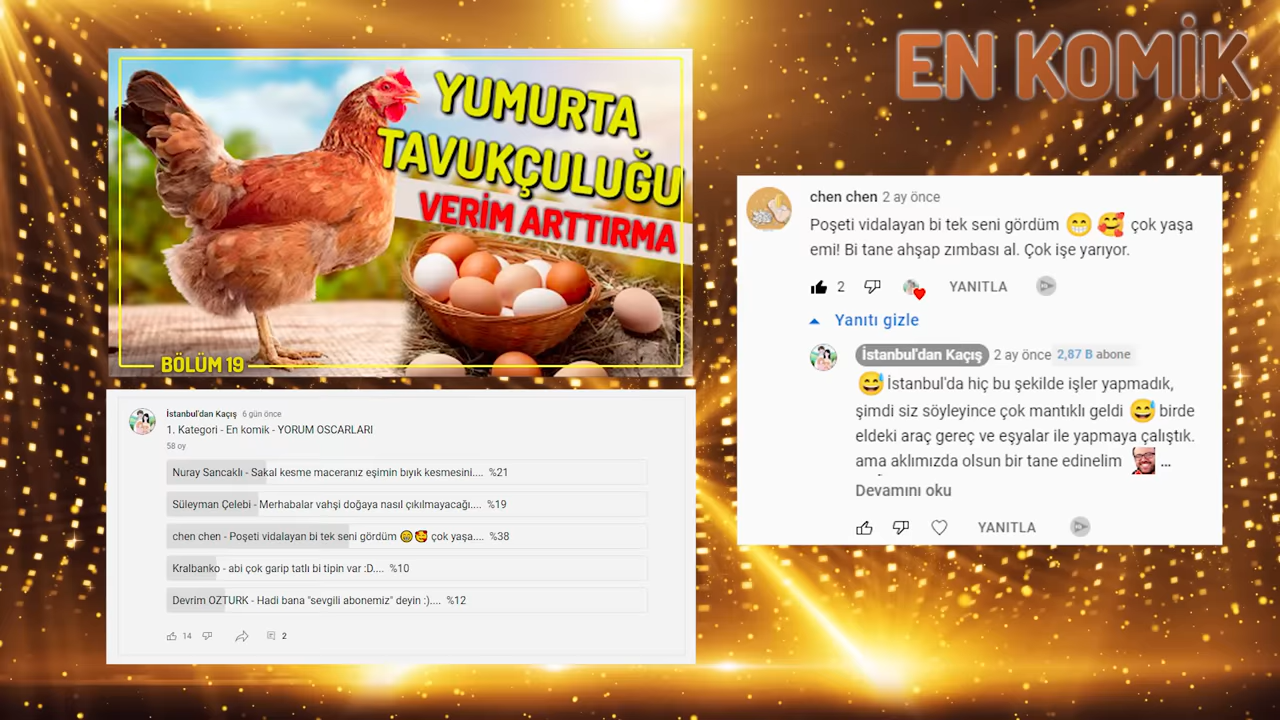 EN KOMİK
YUMURTA
TAVUKÇULUĞU
VERİM ARTTIRMA
BÖLÜM 19
İstanbul'dan Kaçış 6 gün önce
1. Kategori - En komik - YORUM OSCARLARI
58 oy
Nuray Sancaklı - Sakal kesme maceranız eşimin bıyık kesmesini.... %21
Süleyman Çelebi - Merhabalar vahşi doğaya nasıl çıkılmayacağı.... %19
chen chen - Poşeti vidalayan bi tek seni gördüm 😁🥰 çok yaşa.... %38
Kralbanko - abi çok garip tatlı bi tipin var :D.... %10
Devrim OZTURK - Hadi bana "sevgili abonemiz" deyin :).... %12
14 2
chen chen 2 ay önce
Poşeti vidalayan bi tek seni gördüm 😁🥰 çok yaşa
emi! Bi tane ahşap zımbası al. Çok işe yarıyor.
2 YANITLA
Yanıtı gizle
İstanbul'dan Kaçış 2 ay önce 2,87 B abone
😅 İstanbul'da hiç bu şekilde işler yapmadık,
şimdi siz söyleyince çok mantıklı geldi 😅 birde
eldeki araç gereç ve eşyalar ile yapmaya çalıştık.
ama aklımızda olsun bir tane edinelim ...
Devamını oku
YANITLA